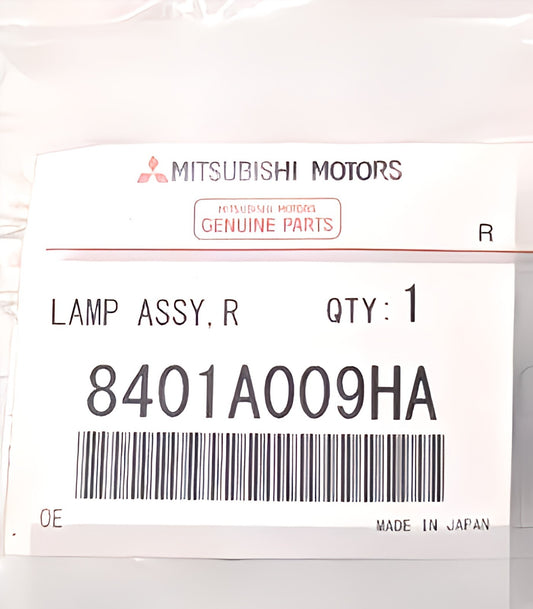 MITSUBISHI MOTORS
MITSUBISHI MOTORS
GENUINE PARTS
R
LAMP ASSY,R QTY:1
8401A009HA
OE MADE IN JAPAN